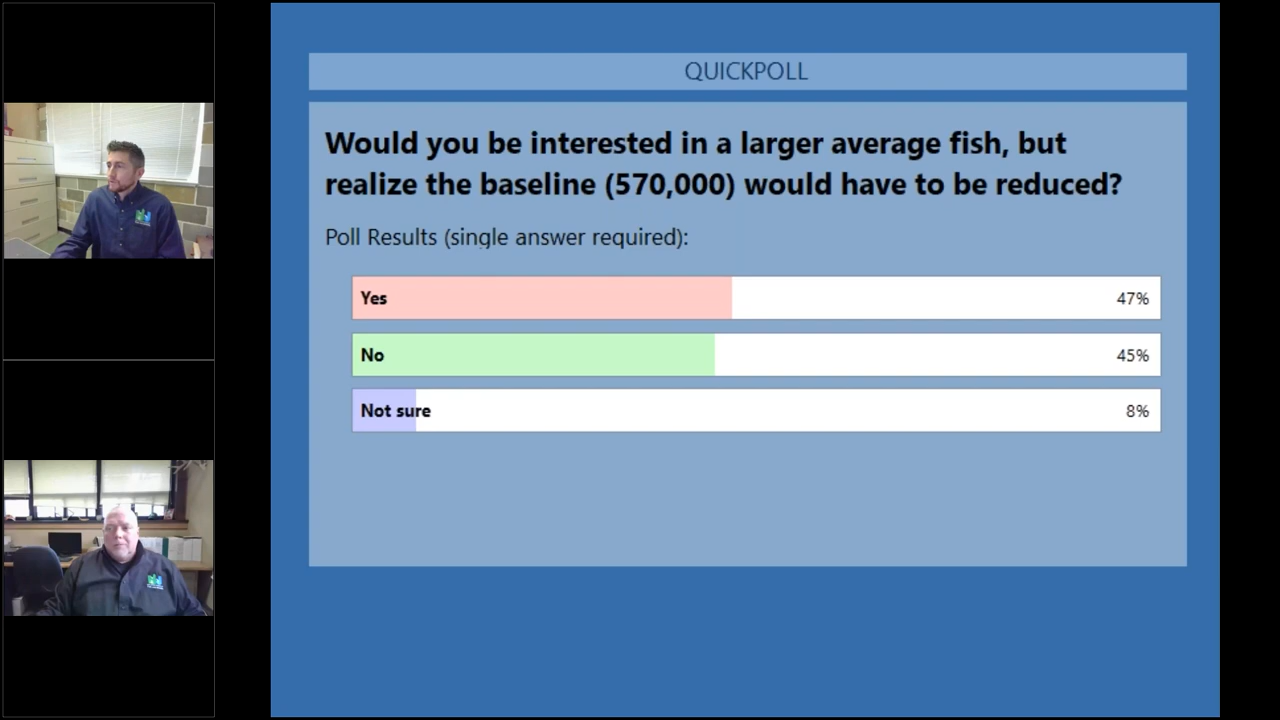 QUICKPOLL
Would you be interested in a larger average fish, but
realize the baseline (570,000) would have to be reduced?
Poll Results (single answer required):
Yes 47%
No 45%
Not sure 8%